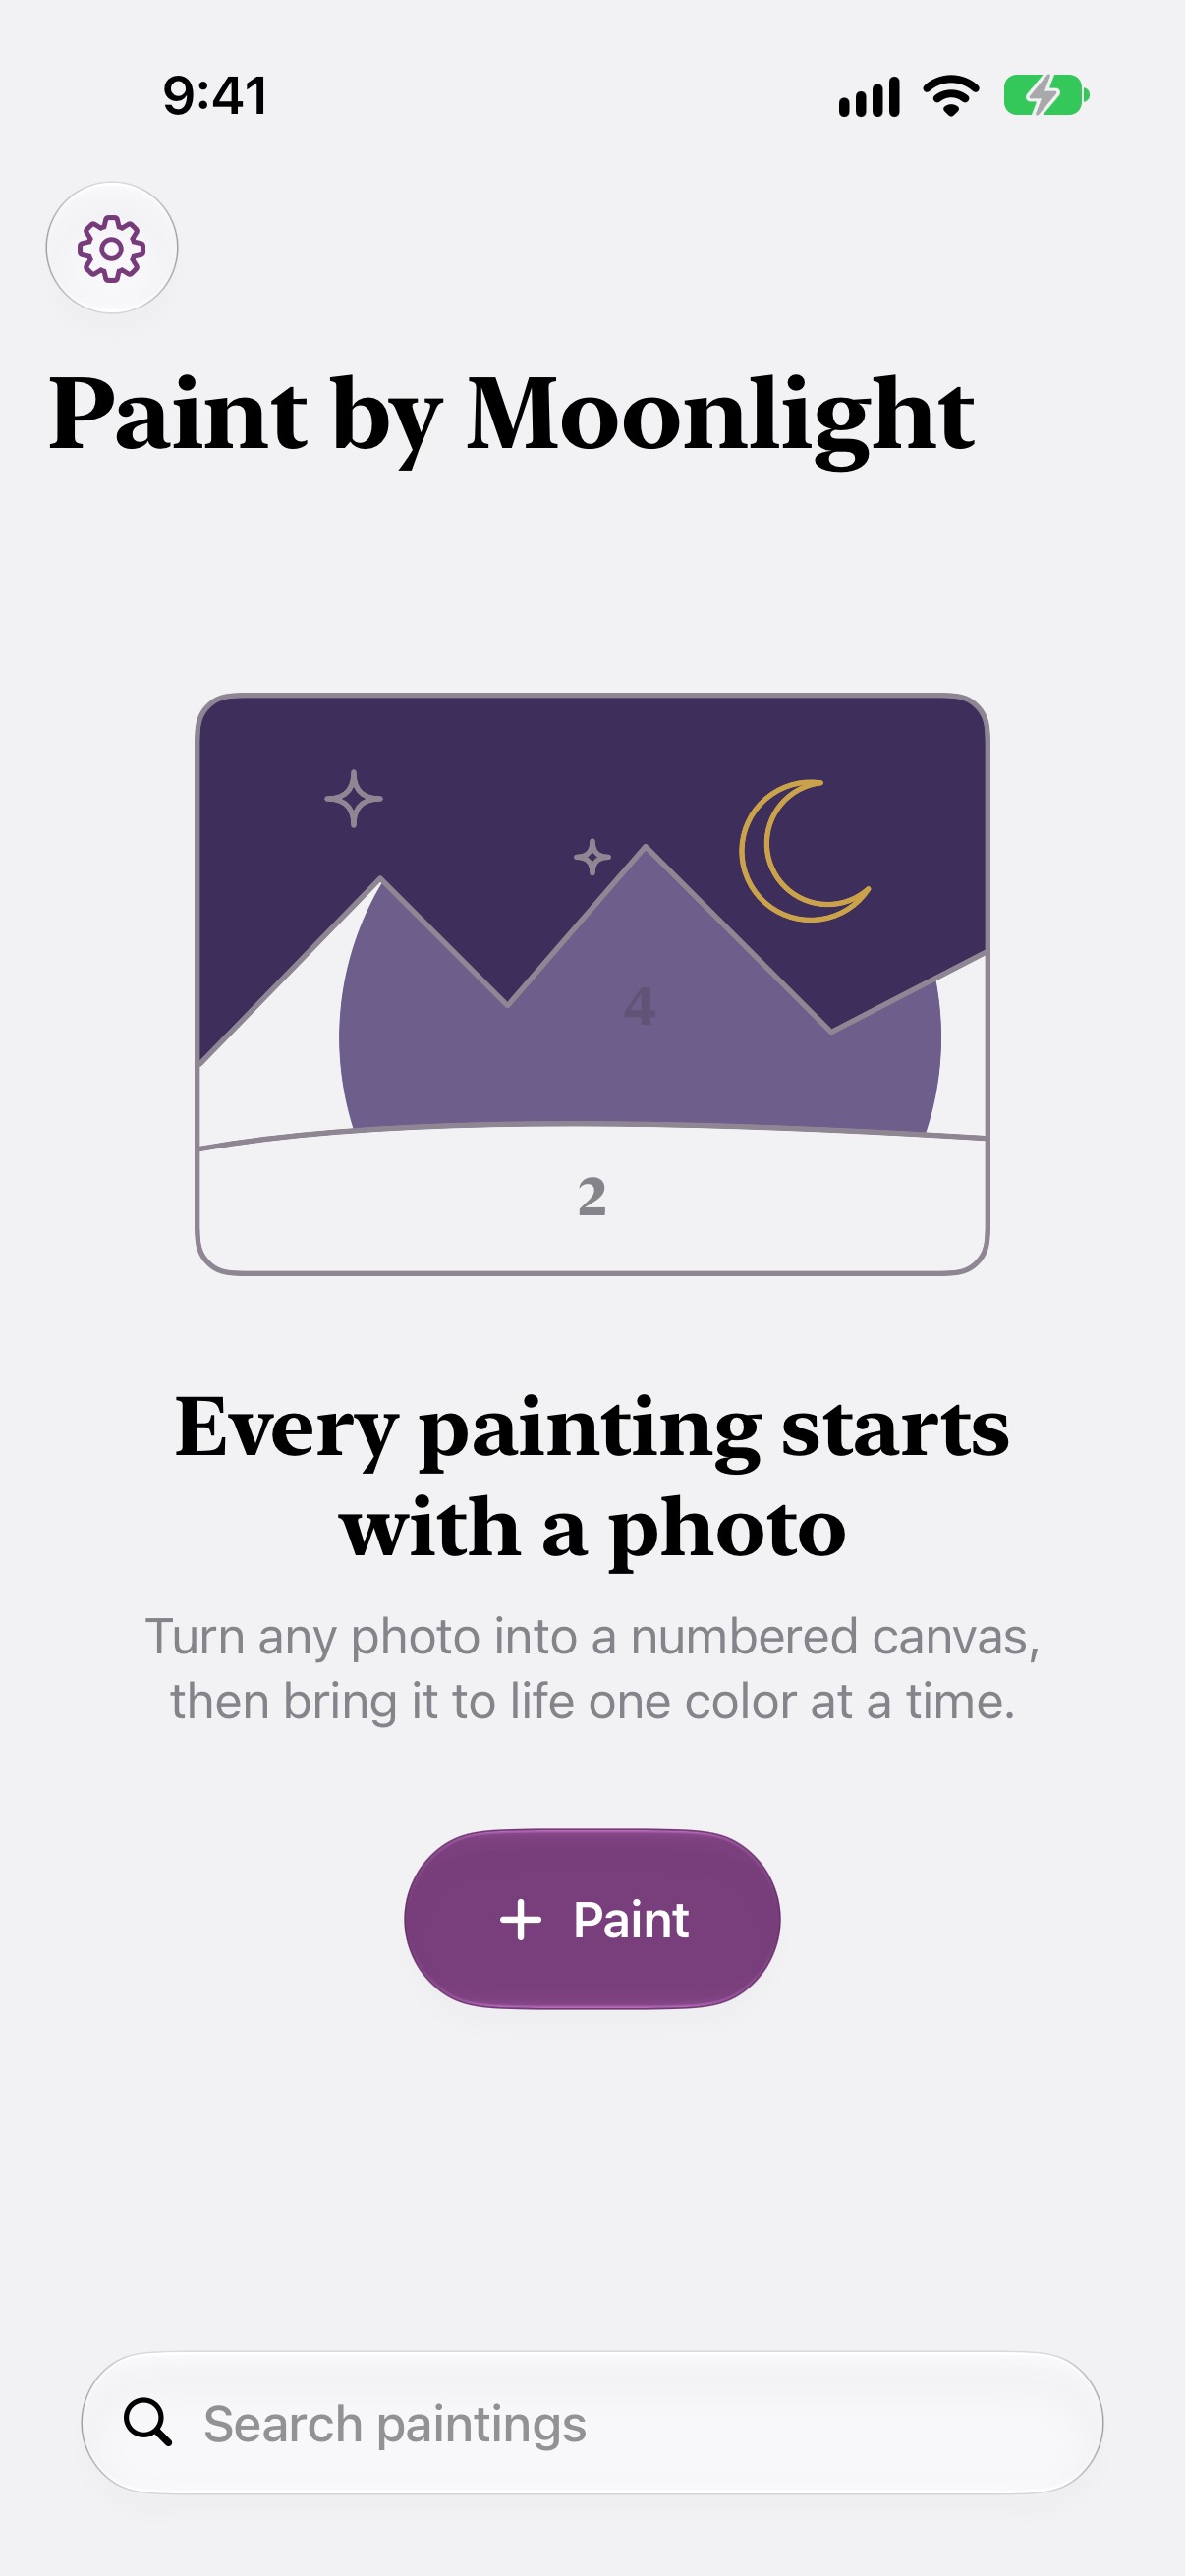 9:41
Paint by Moonlight
4
2
Every painting starts
with a photo
Turn any photo into a numbered canvas,
then bring it to life one color at a time.
+ Paint
Search paintings